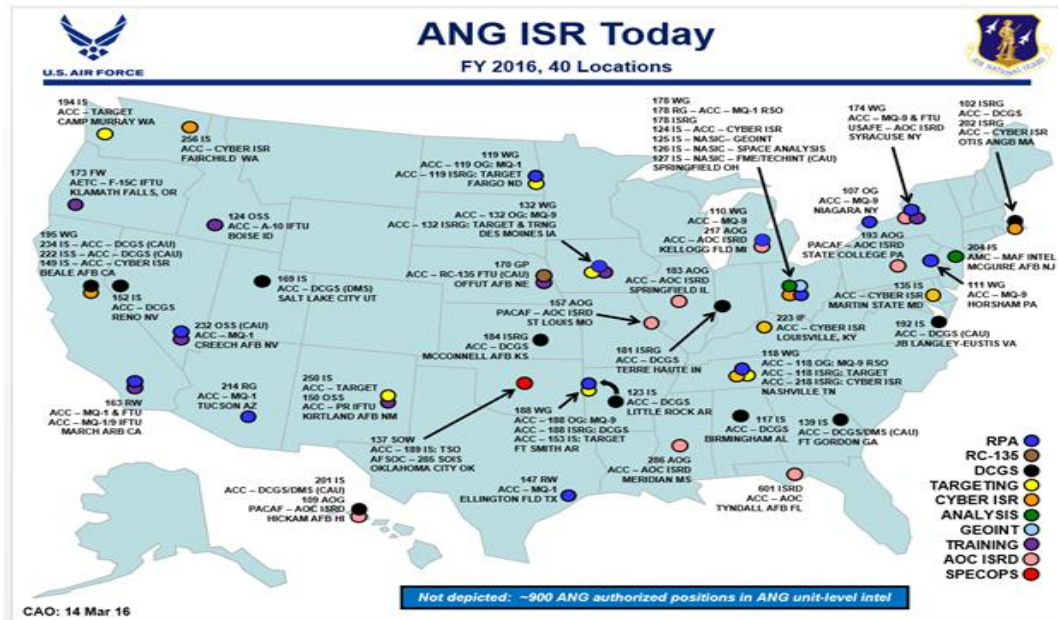 ANG ISR Today
FY 2016, 40 Locations
U.S. AIR FORCE
AIR NATIONAL GUARD
194 IS
ACC – TARGET
CAMP MURRAY WA
256 IS
ACC – CYBER ISR
FAIRCHILD WA
173 FW
AETC – F-15C IFTU
KLAMATH FALLS, OR
124 OSS
ACC – A-10 IFTU
BOISE ID
195 WG
234 IS – ACC – DCGS (CAU)
222 ISS – ACC – DCGS (CAU)
149 IS – ACC – CYBER ISR
BEALE AFB CA
152 IS
ACC – DCGS
RENO NV
169 IS
ACC – DCGS (DMS)
SALT LAKE CITY UT
232 OSS (CAU)
ACC – MQ-1
CREECH AFB NV
163 RW
ACC – MQ-1 & FTU
ACC – MQ-1/9 IFTU
MARCH ARB CA
214 RG
ACC – MQ-1
TUCSON AZ
250 IS
ACC – TARGET
150 OSS
ACC – PR IFTU
KIRTLAND AFB NM
119 WG
ACC – 119 OG: MQ-1
ACC – 119 ISRG: TARGET
FARGO ND
132 WG
ACC – 132 OG: MQ-9
ACC – 132 ISRG: TARGET & TRNG
DES MOINES IA
170 GP
ACC – RC-135 FTU (CAU)
OFFUT AFB NE
157 AOG
PACAF – AOC ISRD
ST LOUIS MO
184 ISRG
ACC – DCGS
MCCONNELL AFB KS
183 AOG
ACC – AOC ISRD
SPRINGFIELD IL
110 WG
ACC – MQ-9
217 AOG
ACC – AOC ISRD
KELLOGG FLD MI
178 WG
178 RG – ACC – MQ-1 RSO
178 ISRG
124 IS – ACC – CYBER ISR
125 IS – NASIC – GEOINT
126 IS – NASIC – SPACE ANALYSIS
127 IS – NASIC – FME/TECHINT (CAU)
SPRINGFIELD OH
174 WG
ACC – MQ-9 & FTU
USAFE – AOC ISRD
SYRACUSE NY
102 ISRG
ACC – DCGS
202 ISRG
ACC – CYBER ISR
OTIS ANGB MA
107 OG
ACC – MQ-9
NIAGARA NY
193 AOG
PACAF – AOC ISRD
STATE COLLEGE PA
204 IS
AMC – MAF INTEL
MCGUIRE AFB NJ
111 WG
ACC – MQ-9
HORSHAM PA
135 IS
ACC – CYBER ISR
MARTIN STATE MD
192 IS
ACC – DCGS (CAU)
JB LANGLEY-EUSTIS VA
223 IF
ACC – CYBER ISR
LOUISVILLE, KY
181 ISRG
ACC – DCGS
TERRE HAUTE IN
118 WG
ACC – 118 OG: MQ-9 RSO
ACC – 118 ISRG: TARGET
ACC – 218 ISRG: CYBER ISR
NASHVILLE TN
123 IS
ACC – DCGS
LITTLE ROCK AR
188 WG
ACC – 188 OG: MQ-9
ACC – 188 ISRG: DCGS
ACC – 153 IS: TARGET
FT SMITH AR
137 SOW
ACC – 189 IS: TSO
AFSOC – 285 SOIS
OKLAHOMA CITY OK
117 IS
ACC – DCGS
BIRMINGHAM AL
139 IS
ACC – DCGS/DMS (CAU)
FT GORDON GA
286 AOG
ACC – AOC ISRD
MERIDIAN MS
147 RW
ACC – MQ-1
ELLINGTON FLD TX
601 ISRD
ACC – AOC
TYNDALL AFB FL
201 IS
ACC – DCGS/DMS (CAU)
109 AOG
PACAF – AOC ISRD
HICKAM AFB HI
RPA
RC-135
DCGS
TARGETING
CYBER ISR
ANALYSIS
GEOINT
TRAINING
AOC ISRD
SPECOPS
Not depicted: ~900 ANG authorized positions in ANG unit-level intel
CAO: 14 Mar 16